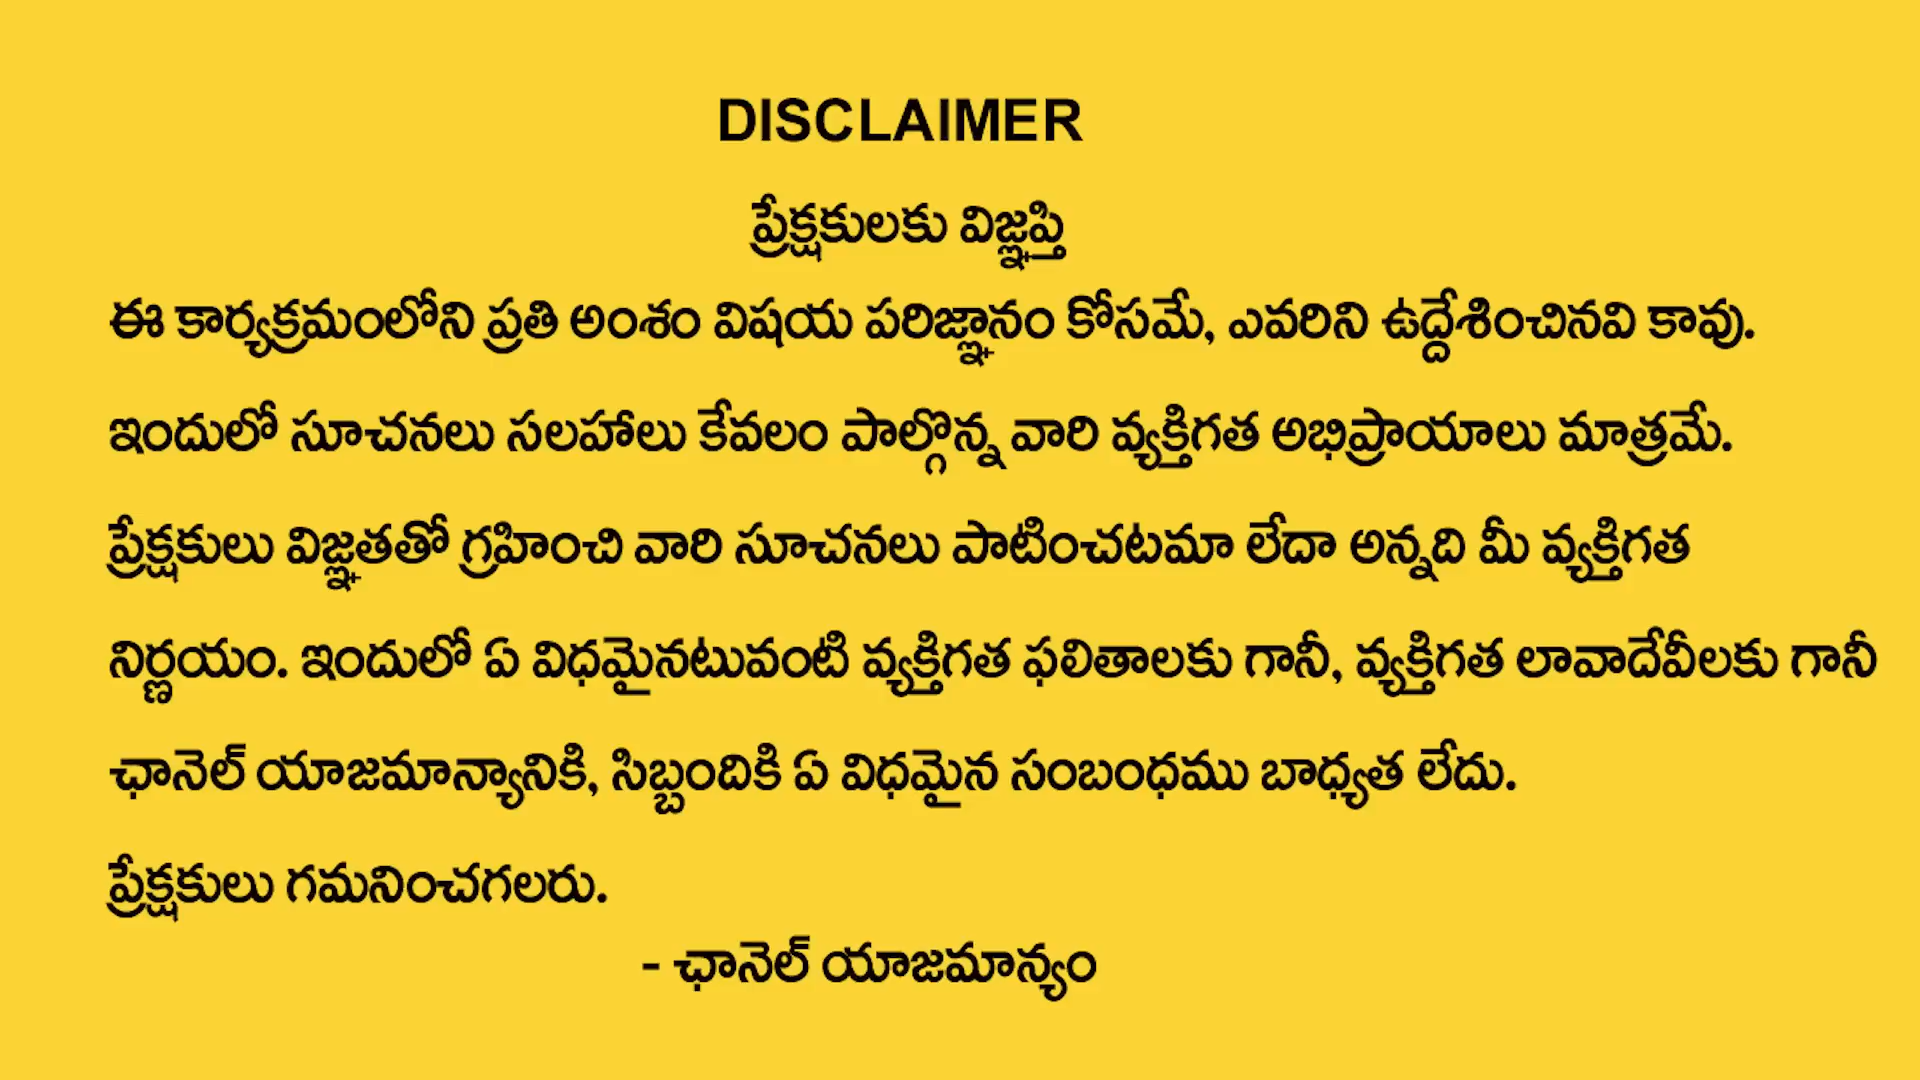 DISCLAIMER
ప్రేక్షకులకు విజ్ఞప్తి
ఈ కార్యక్రమంలోని ప్రతి అంశం విషయ పరిజ్ఞానం కోసమే, ఎవరిని ఉద్దేశించినవి కావు.
ఇందులో సూచనలు సలహాలు కేవలం పాల్గొన్న వారి వ్యక్తిగత అభిప్రాయాలు మాత్రమే.
ప్రేక్షకులు విజ్ఞతతో గ్రహించి వారి సూచనలు పాటించటమా లేదా అన్నది మీ వ్యక్తిగత
నిర్ణయం. ఇందులో ఏ విధమైనటువంటి వ్యక్తిగత ఫలితాలకు గానీ, వ్యక్తిగత లావాదేవీలకు గానీ
ఛానెల్ యాజమాన్యానికి, సిబ్బందికి ఏ విధమైన సంబంధము బాధ్యత లేదు.
ప్రేక్షకులు గమనించగలరు.
- ఛానెల్ యాజమాన్యం